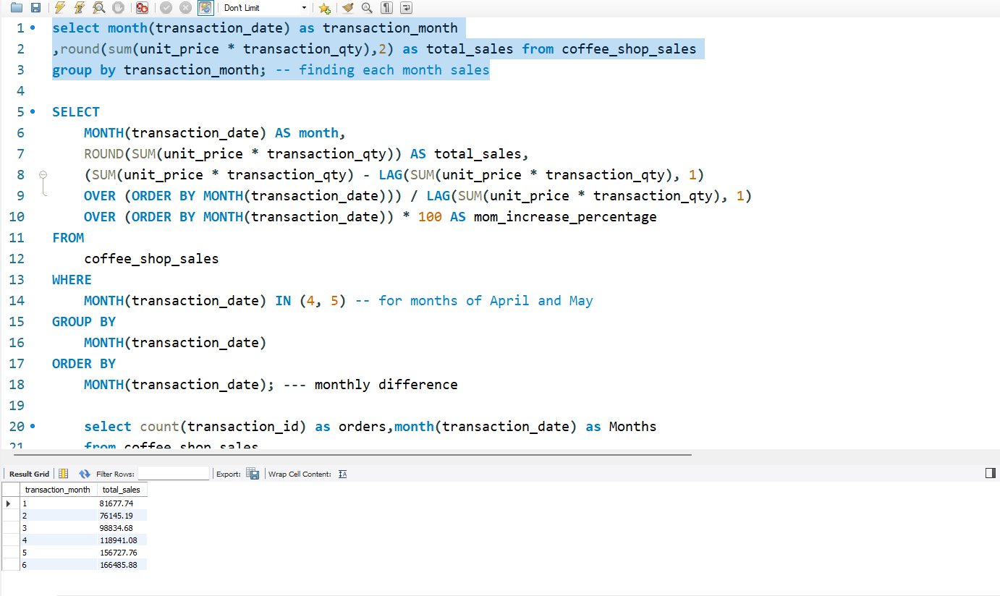 Don't Limit
1 select month(transaction_date) as transaction_month
2 ,round(sum(unit_price * transaction_qty),2) as total_sales from coffee_shop_sales
3 group by transaction_month; -- finding each month sales
4
5 SELECT
6 MONTH(transaction_date) AS month,
7 ROUND(SUM(unit_price * transaction_qty)) AS total_sales,
8 (SUM(unit_price * transaction_qty) - LAG(SUM(unit_price * transaction_qty), 1)
9 OVER (ORDER BY MONTH(transaction_date))) / LAG(SUM(unit_price * transaction_qty), 1)
10 OVER (ORDER BY MONTH(transaction_date)) * 100 AS mom_increase_percentage
11 FROM
12 coffee_shop_sales
13 WHERE
14 MONTH(transaction_date) IN (4, 5) -- for months of April and May
15 GROUP BY
16 MONTH(transaction_date)
17 ORDER BY
18 MONTH(transaction_date); --- monthly difference
19
20 select count(transaction_id) as orders,month(transaction_date) as Months
21 from coffee_shop_sales
Result Grid Filter Rows: Export: Wrap Cell Content:
transaction_month total_sales
1 81677.74
2 76145.19
3 98834.68
4 118941.08
5 156727.76
6 166485.88